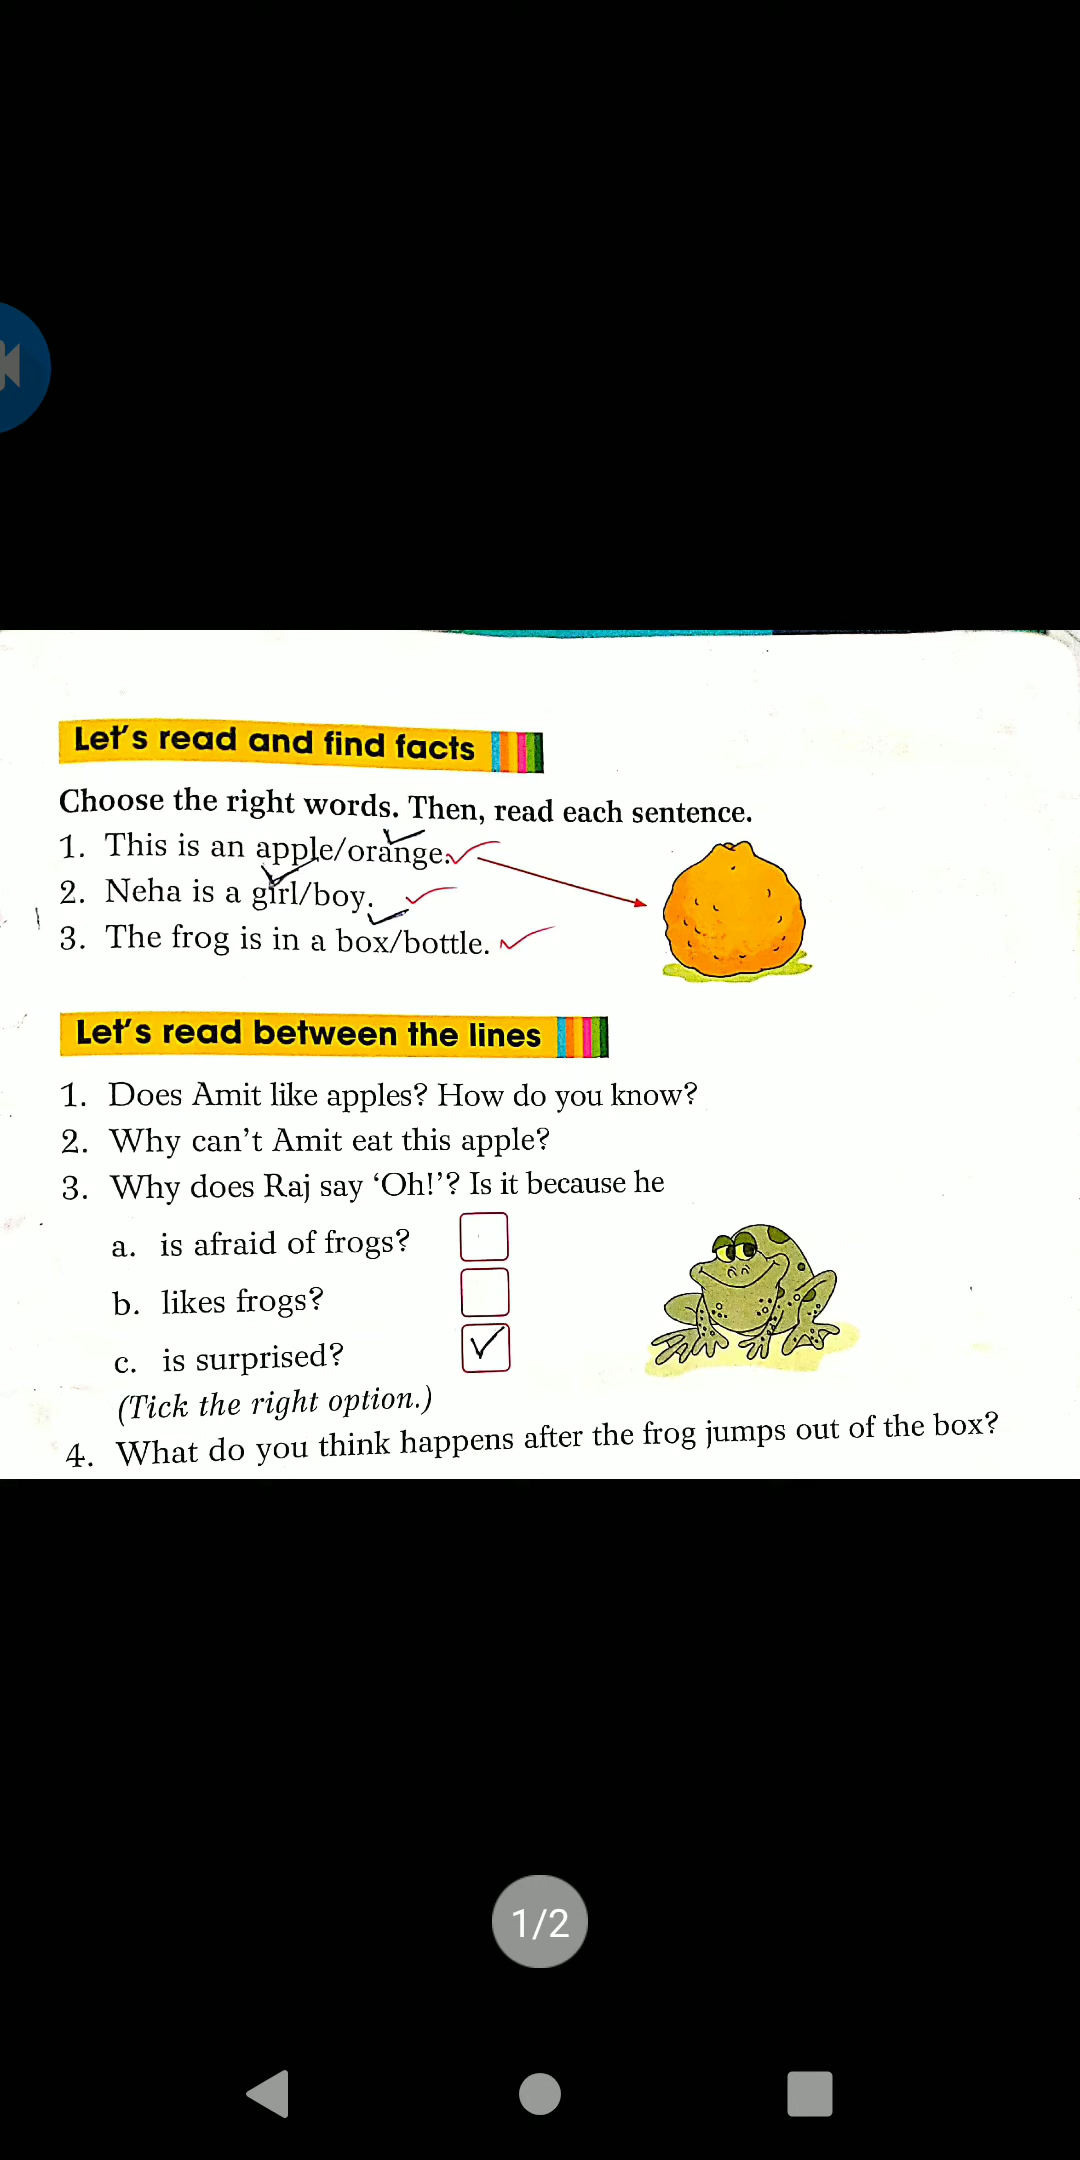 Let's read and find facts
Choose the right words. Then, read each sentence.
1. This is an apple/orange.
2. Neha is a girl/boy.
3. The frog is in a box/bottle.
Let's read between the lines
1. Does Amit like apples? How do you know?
2. Why can't Amit eat this apple?
3. Why does Raj say ‘Oh!’? Is it because he
a. is afraid of frogs?
b. likes frogs?
c. is surprised?
(Tick the right option.)
4. What do you think happens after the frog jumps out of the box?
1/2